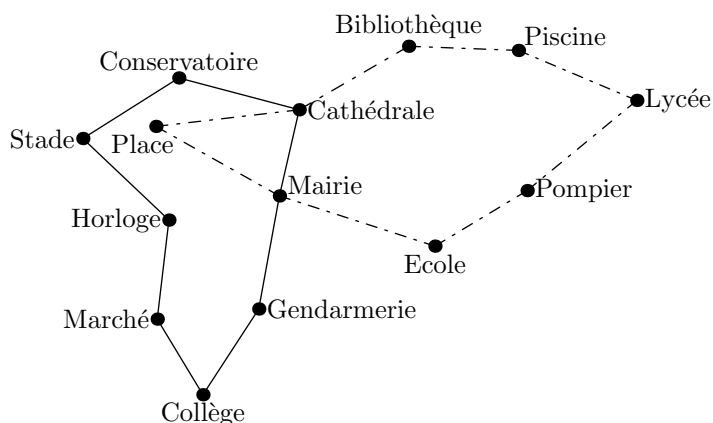 Bibliothèque
Piscine
Conservatoire
Lycée
Cathédrale
Stade
Place
Mairie
Pompier
Horloge
Ecole
Gendarmerie
Marché
Collège